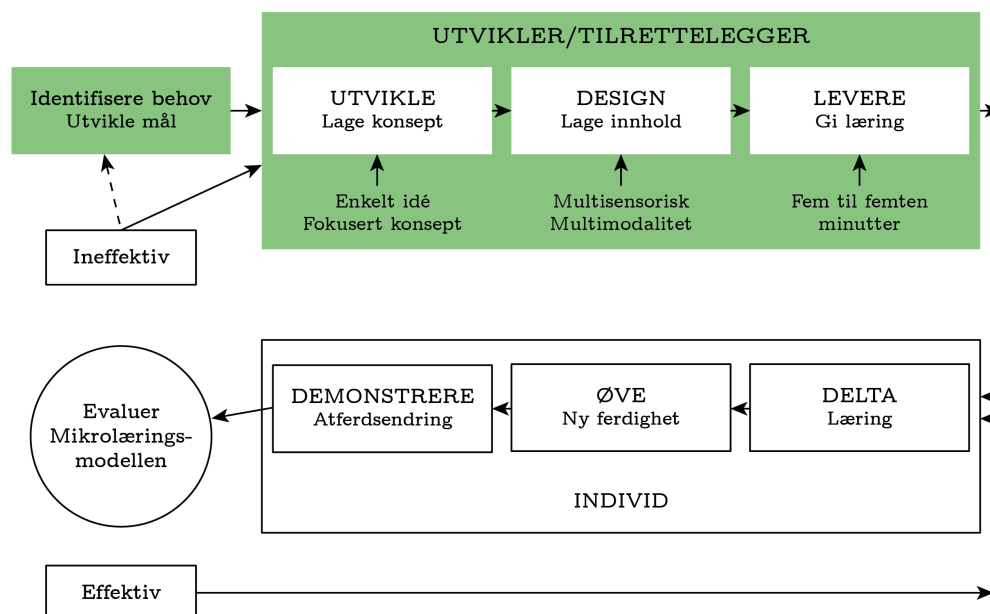 UTVIKLER/TILRETTELEGGER
Identifisere behov
Utvikle mål
UTVIKLE
Lage konsept
DESIGN
Lage innhold
LEVERE
Gi læring
Enkelt idé
Fokusert konsept
Multisensorisk
Multimodalitet
Fem til femten
minutter
Ineffektiv
Evaluer
Mikrolærings-
modellen
DEMONSTRERE
Atferdsendring
ØVE
Ny ferdighet
DELTA
Læring
INDIVID
Effektiv